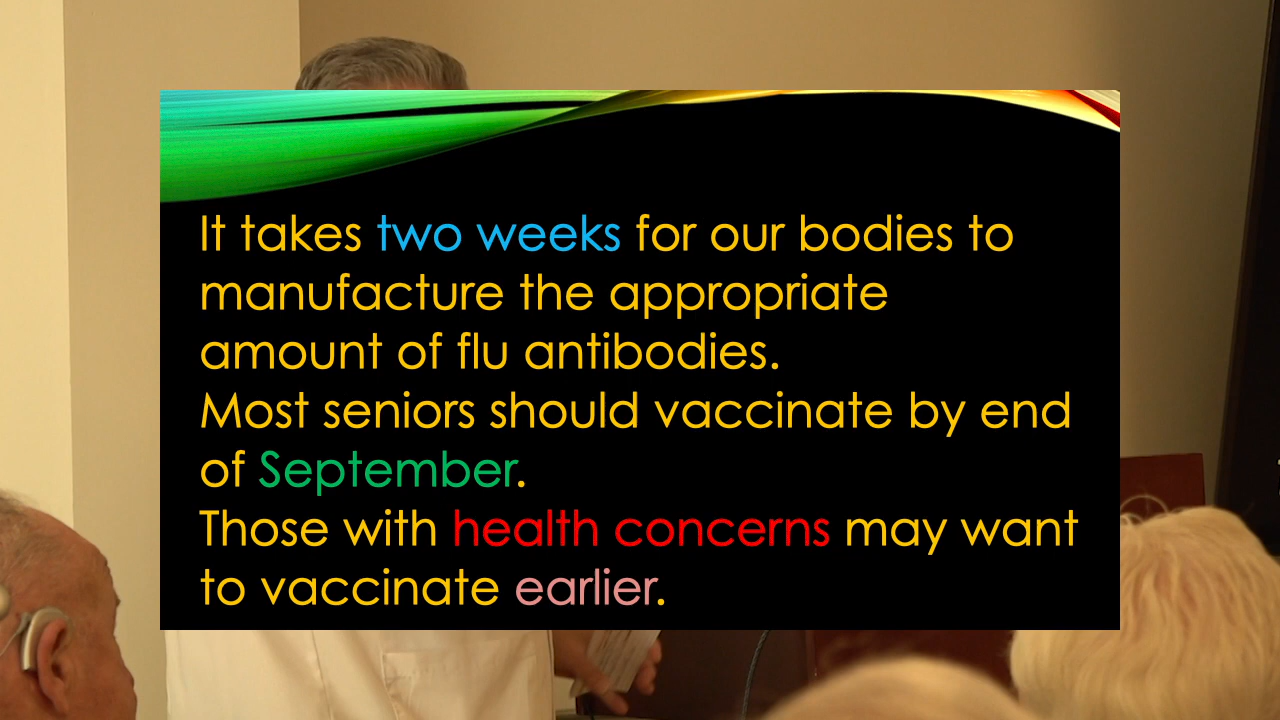 It takes two weeks for our bodies to
manufacture the appropriate
amount of flu antibodies.
Most seniors should vaccinate by end
of September.
Those with health concerns may want
to vaccinate earlier.